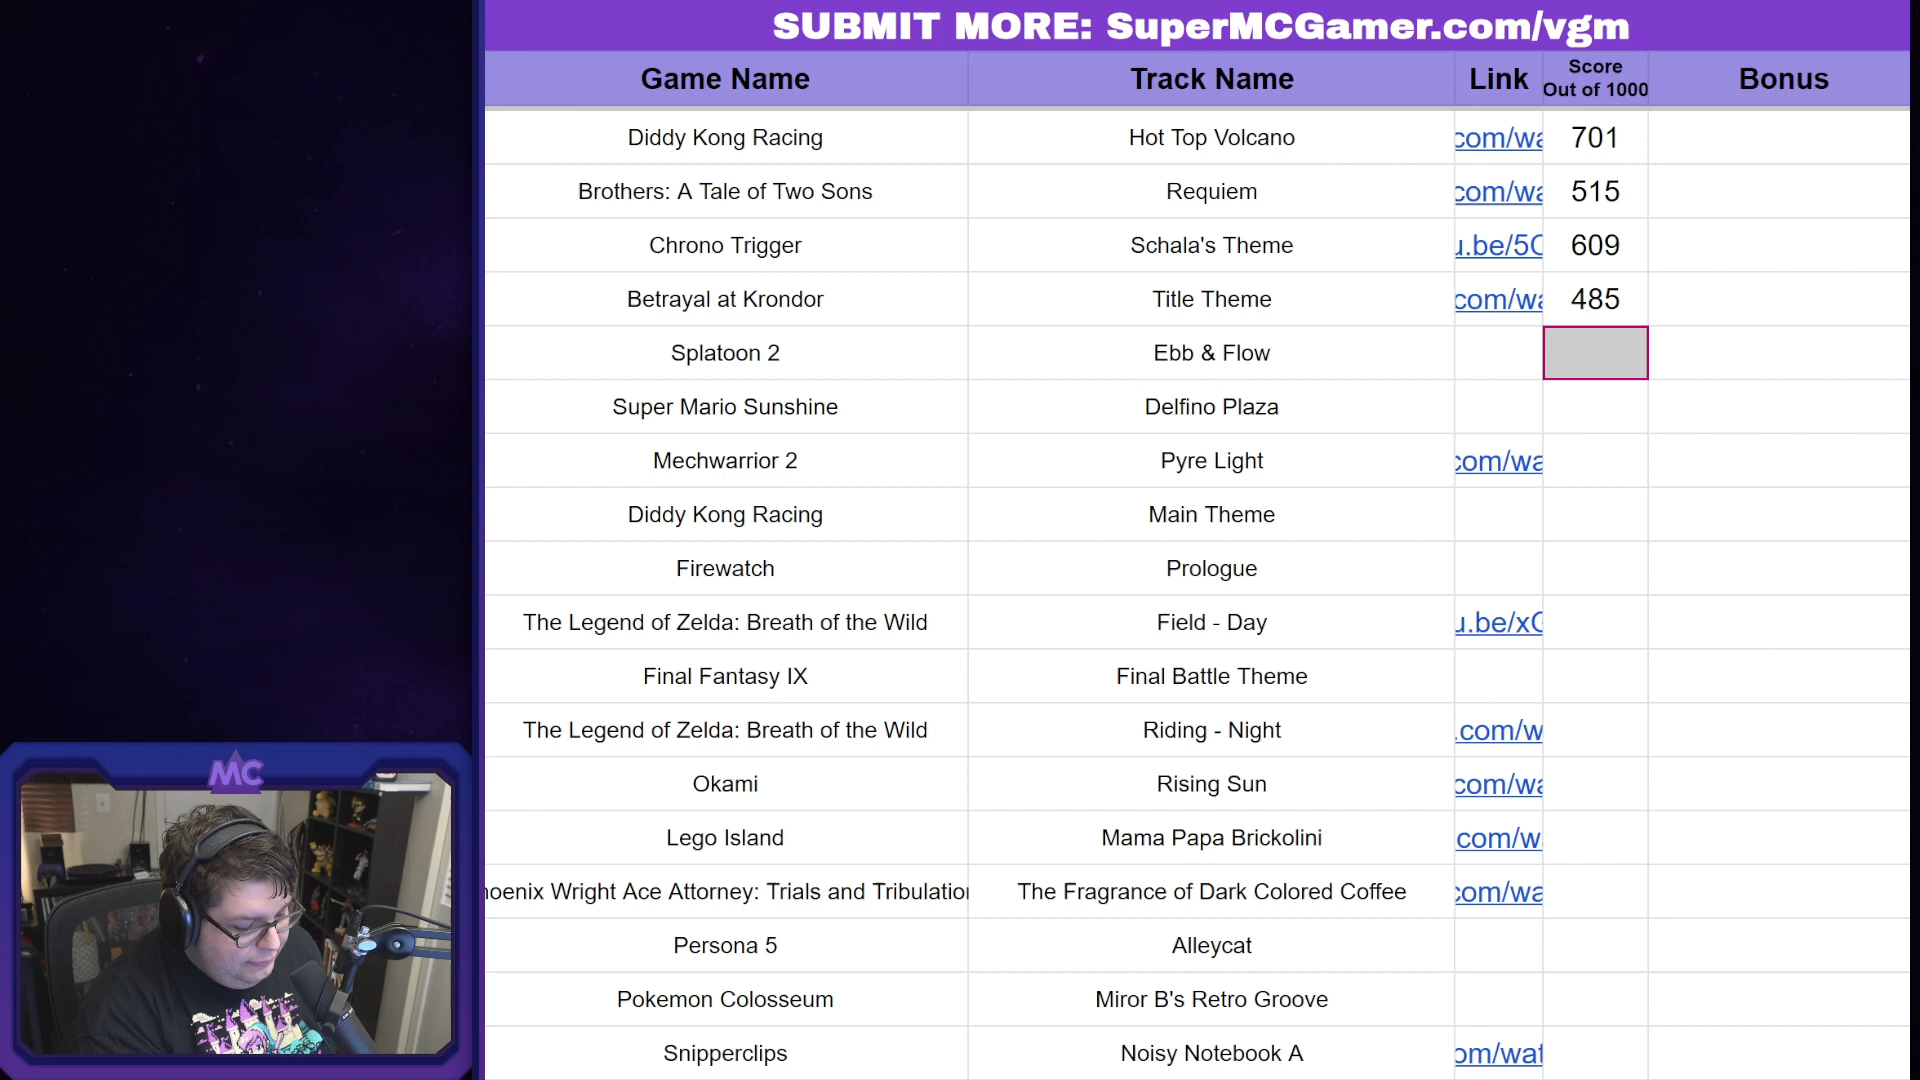 SUBMIT MORE: SuperMCGamer.com/vgm
Game Name Track Name Link Score Out of 1000 Bonus
Diddy Kong Racing Hot Top Volcano com/wa 701
Brothers: A Tale of Two Sons Requiem com/wa 515
Chrono Trigger Schala's Theme u.be/5C 609
Betrayal at Krondor Title Theme com/wa 485
Splatoon 2 Ebb & Flow
Super Mario Sunshine Delfino Plaza
Mechwarrior 2 Pyre Light com/wa
Diddy Kong Racing Main Theme
Firewatch Prologue
The Legend of Zelda: Breath of the Wild Field - Day u.be/xG
Final Fantasy IX Final Battle Theme
The Legend of Zelda: Breath of the Wild Riding - Night .com/w
Okami Rising Sun com/wa
Lego Island Mama Papa Brickolini com/w
hoenix Wright Ace Attorney: Trials and Tribulation The Fragrance of Dark Colored Coffee com/wa
Persona 5 Alleycat
Pokemon Colosseum Miror B's Retro Groove
Snipperclips Noisy Notebook A om/wat
MC